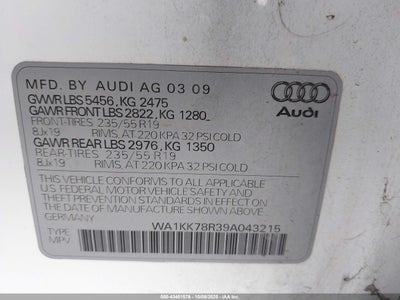 MFD. BY AUDI AG 03 09
GVWR LBS 5456, KG 2475
GAWR FRONT LBS 2822, KG 1280
FRONT-TIRES 235/55 R19
8Jx19 RIMS, AT 220 KPA 32 PSI COLD
GAWR REAR LBS 2976, KG 1350
REAR-TIRES 235/55 R19
8Jx19 RIMS, AT 220 KPA 32 PSI COLD
THIS VEHICLE CONFORMS TO ALL APPLICABLE
U.S. FEDERAL MOTOR VEHICLE SAFETY AND
THEFT PREVENTION STANDARDS IN EFFECT ON THE
DATE OF MANUFACTURE SHOWN ABOVE.
GERMANY
TYPE WA1KK78R39A043215
MPV
Audi